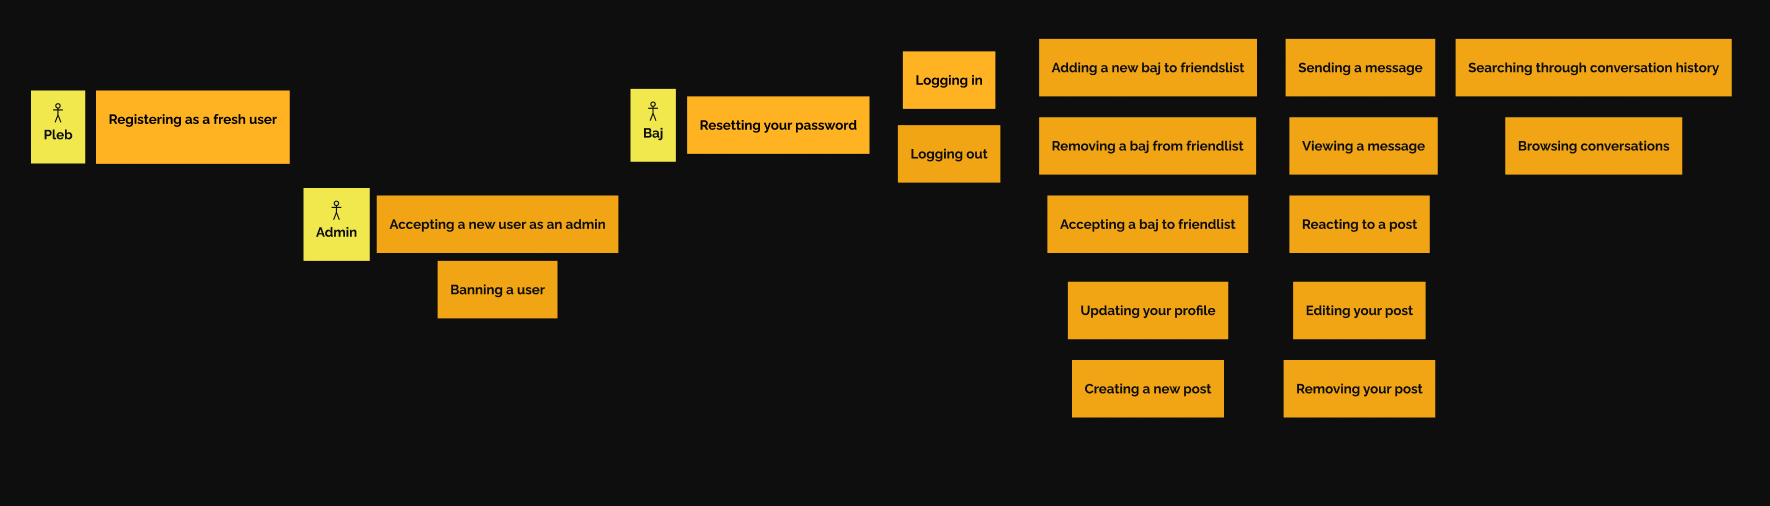 Pleb
Registering as a fresh user
Admin
Accepting a new user as an admin
Banning a user
Baj
Resetting your password
Logging in
Logging out
Adding a new baj to friendslist
Removing a baj from friendlist
Accepting a baj to friendlist
Updating your profile
Creating a new post
Sending a message
Viewing a message
Reacting to a post
Editing your post
Removing your post
Searching through conversation history
Browsing conversations